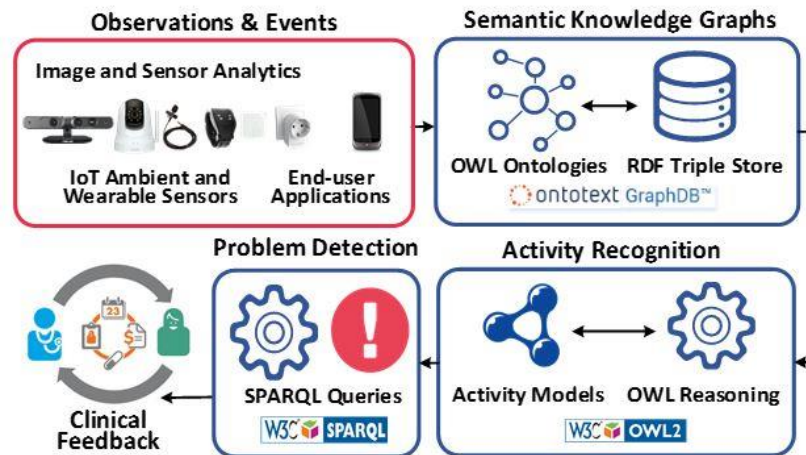 Observations & Events
Semantic Knowledge Graphs
Image and Sensor Analytics
IoT Ambient and
Wearable Sensors
End-user
Applications
OWL Ontologies
RDF Triple Store
ontotext GraphDB™
Problem Detection
Activity Recognition
23
$
SPARQL Queries
W3C SPARQL
Activity Models
OWL Reasoning
W3C OWL2
Clinical
Feedback